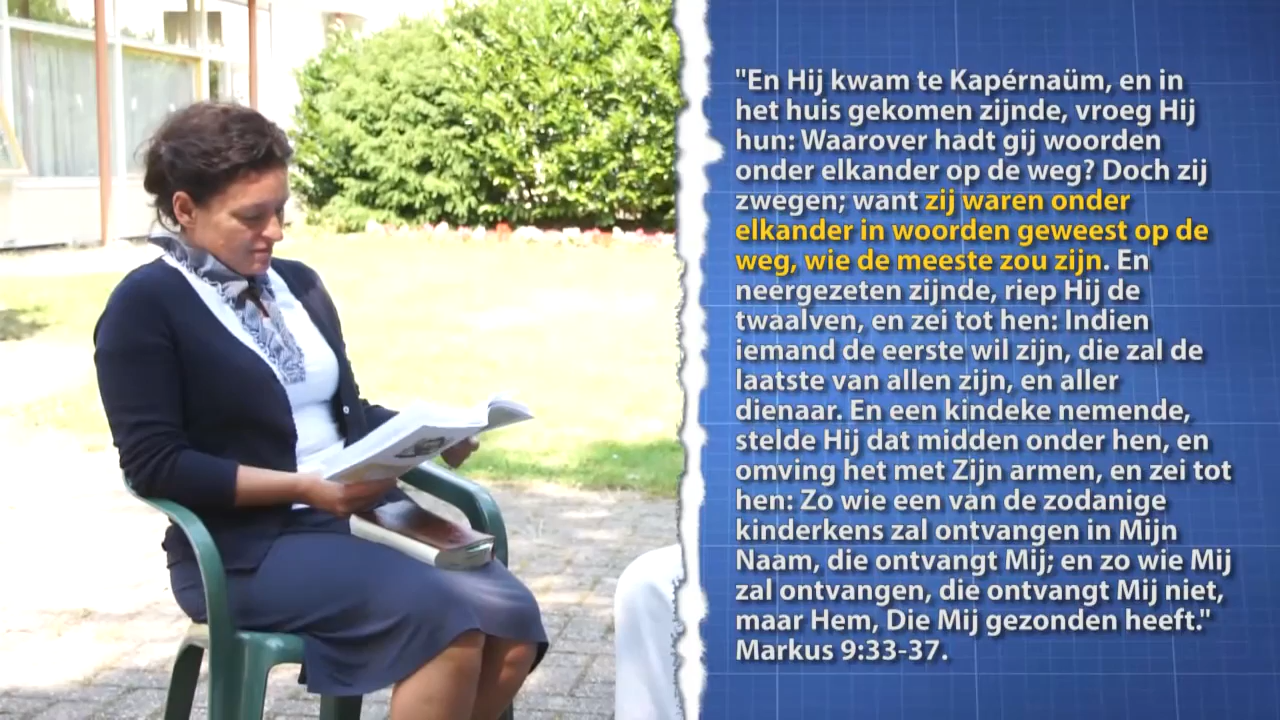 "En Hij kwam te Kapérnaüm, en in
het huis gekomen zijnde, vroeg Hij
hun: Waarover hadt gij woorden
onder elkander op de weg? Doch zij
zwegen; want zij waren onder
elkander in woorden geweest op de
weg, wie de meeste zou zijn. En
neergezeten zijnde, riep Hij de
twaalven, en zei tot hen: Indien
iemand de eerste wil zijn, die zal de
laatste van allen zijn, en aller
dienaar. En een kindeke nemende,
stelde Hij dat midden onder hen, en
omving het met Zijn armen, en zei tot
hen: Zo wie een van de zodanige
kinderkens zal ontvangen in Mijn
Naam, die ontvangt Mij; en zo wie Mij
zal ontvangen, die ontvangt Mij niet,
maar Hem, Die Mij gezonden heeft."
Markus 9:33-37.